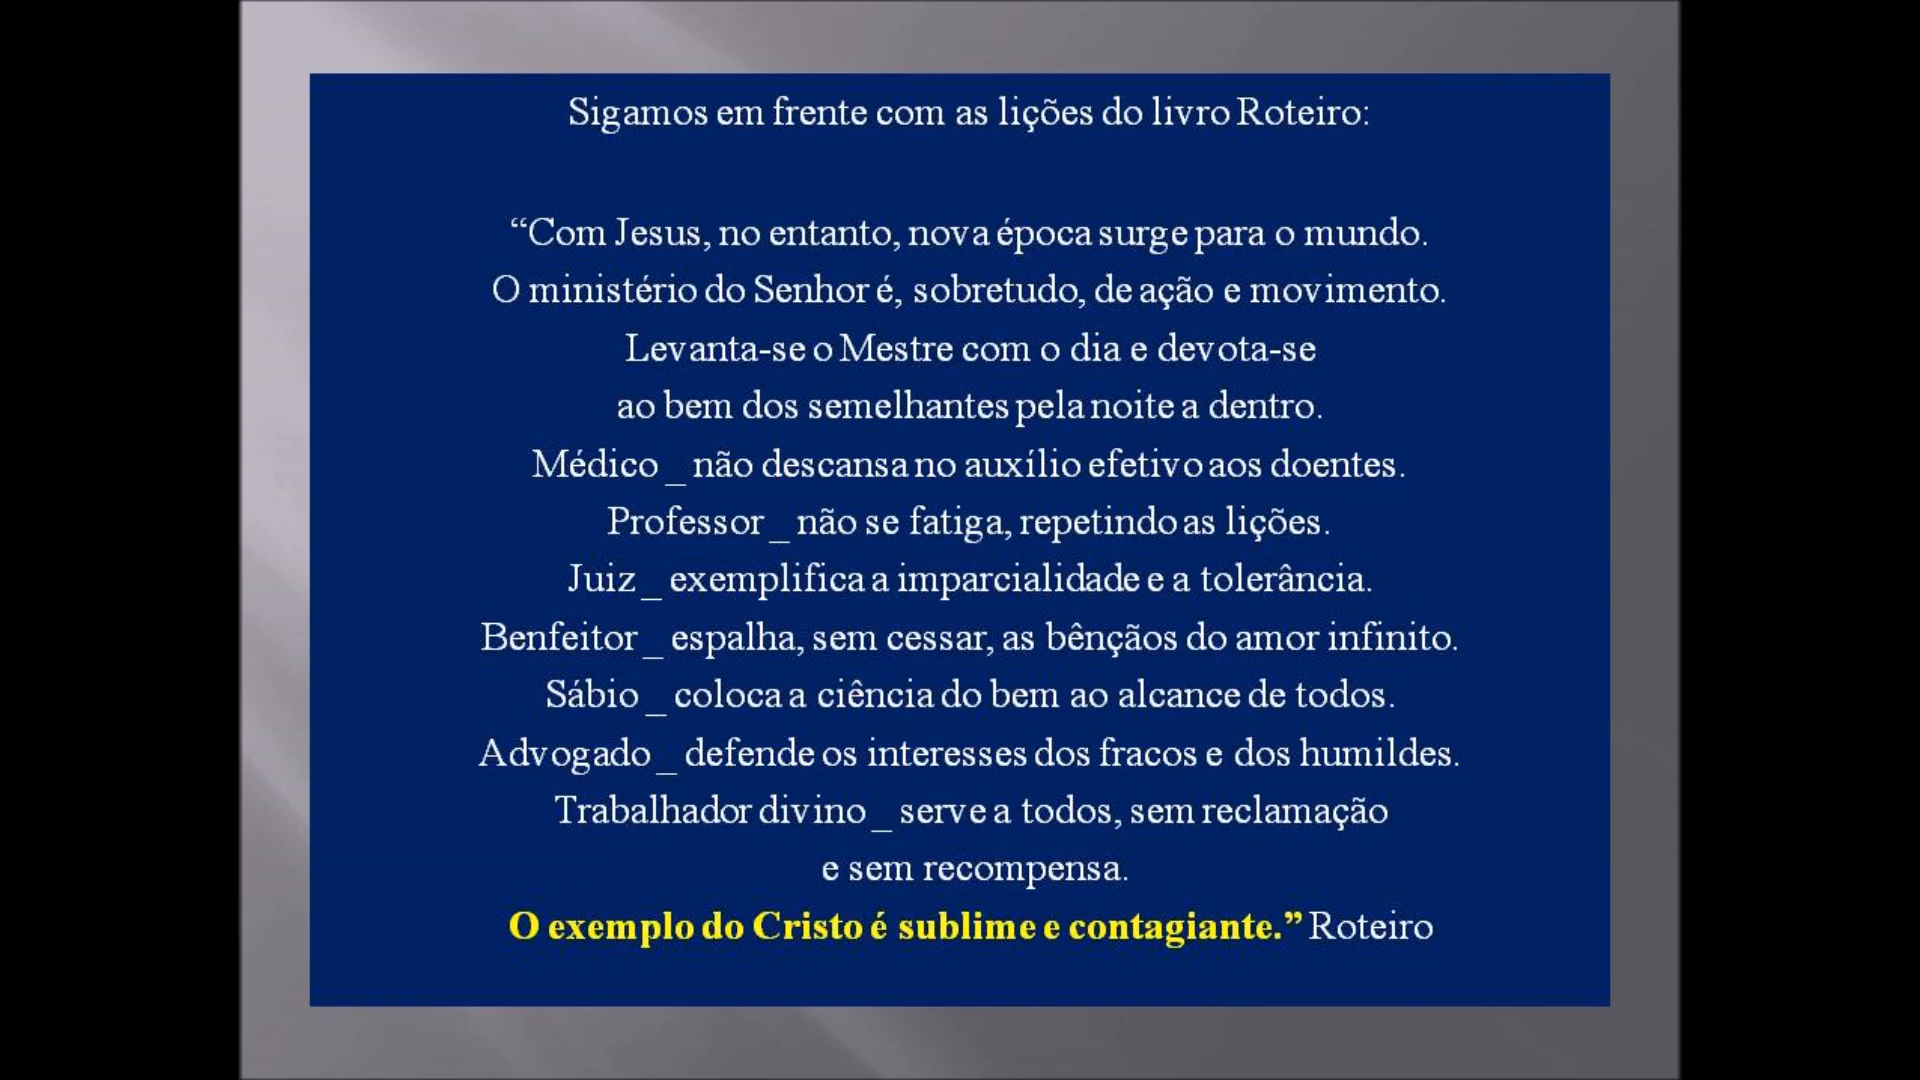 Sigamos em frente com as lições do livro Roteiro:
“Com Jesus, no entanto, nova época surge para o mundo.
O ministério do Senhor é, sobretudo, de ação e movimento.
Levanta-se o Mestre com o dia e devota-se
ao bem dos semelhantes pela noite a dentro.
Médico _ não descansa no auxílio efetivo aos doentes.
Professor _ não se fatiga, repetindo as lições.
Juiz _ exemplifica a imparcialidade e a tolerância.
Benfeitor _ espalha, sem cessar, as bênçãos do amor infinito.
Sábio _ coloca a ciência do bem ao alcance de todos.
Advogado _ defende os interesses dos fracos e dos humildes.
Trabalhador divino _ serve a todos, sem reclamação
e sem recompensa.
O exemplo do Cristo é sublime e contagiante.” Roteiro